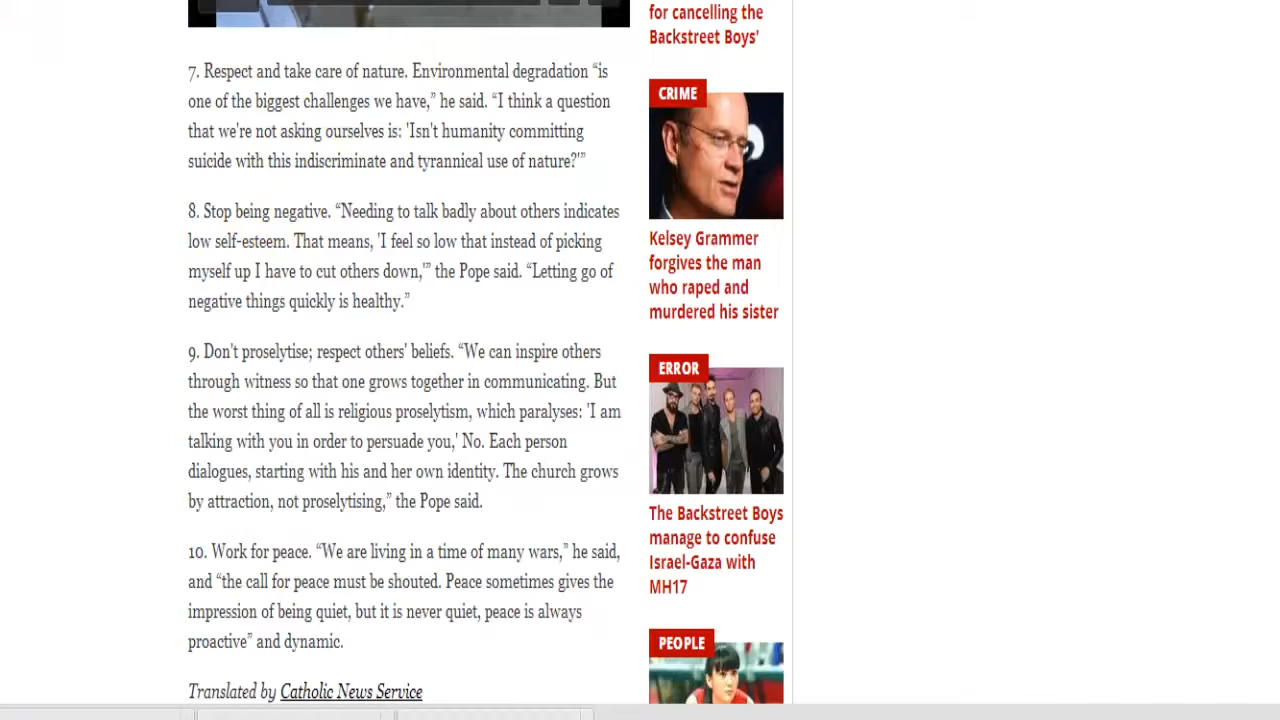 7. Respect and take care of nature. Environmental degradation “is
one of the biggest challenges we have,” he said. “I think a question
that we're not asking ourselves is: 'Isn't humanity committing
suicide with this indiscriminate and tyrannical use of nature?'”
8. Stop being negative. “Needing to talk badly about others indicates
low self-esteem. That means, 'I feel so low that instead of picking
myself up I have to cut others down,'” the Pope said. “Letting go of
negative things quickly is healthy.”
9. Don't proselytise; respect others' beliefs. “We can inspire others
through witness so that one grows together in communicating. But
the worst thing of all is religious proselytism, which paralyses: 'I am
talking with you in order to persuade you,' No. Each person
dialogues, starting with his and her own identity. The church grows
by attraction, not proselytising,” the Pope said.
10. Work for peace. “We are living in a time of many wars,” he said,
and “the call for peace must be shouted. Peace sometimes gives the
impression of being quiet, but it is never quiet, peace is always
proactive” and dynamic.
Translated by Catholic News Service
for cancelling the
Backstreet Boys'
CRIME
Kelsey Grammer
forgives the man
who raped and
murdered his sister
ERROR
The Backstreet Boys
manage to confuse
Israel-Gaza with
MH17
PEOPLE